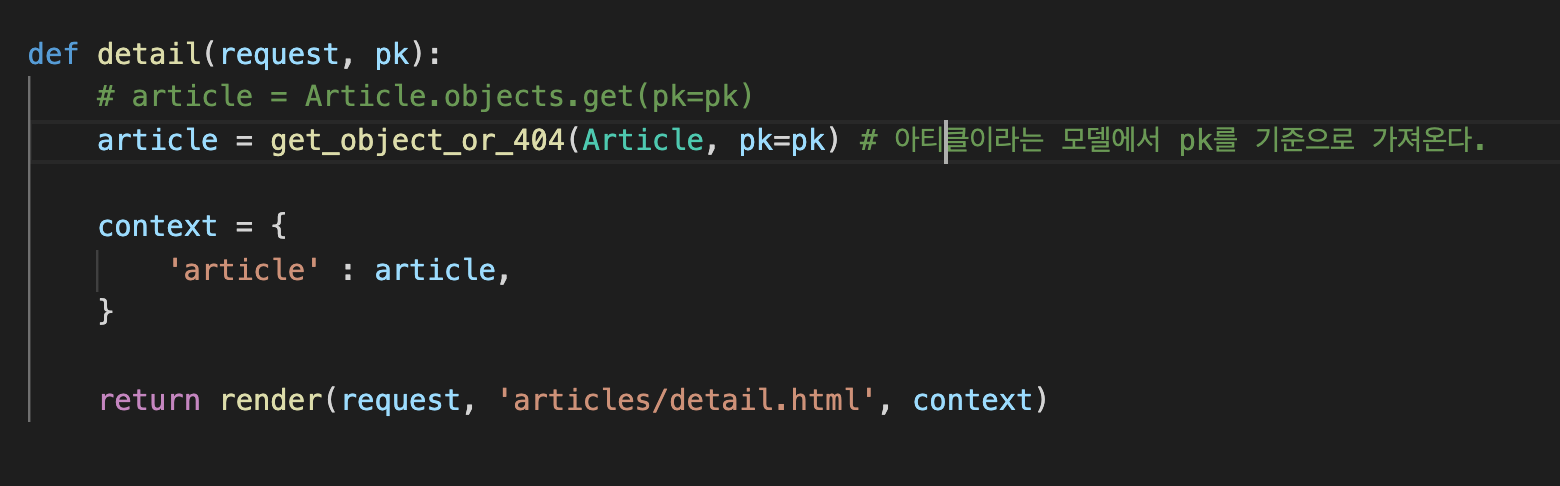 def detail(request, pk):
# article = Article.objects.get(pk=pk)
article = get_object_or_404(Article, pk=pk) # 아티클이라는 모델에서 pk를 기준으로 가져온다.
context = {
'article' : article,
}
return render(request, 'articles/detail.html', context)